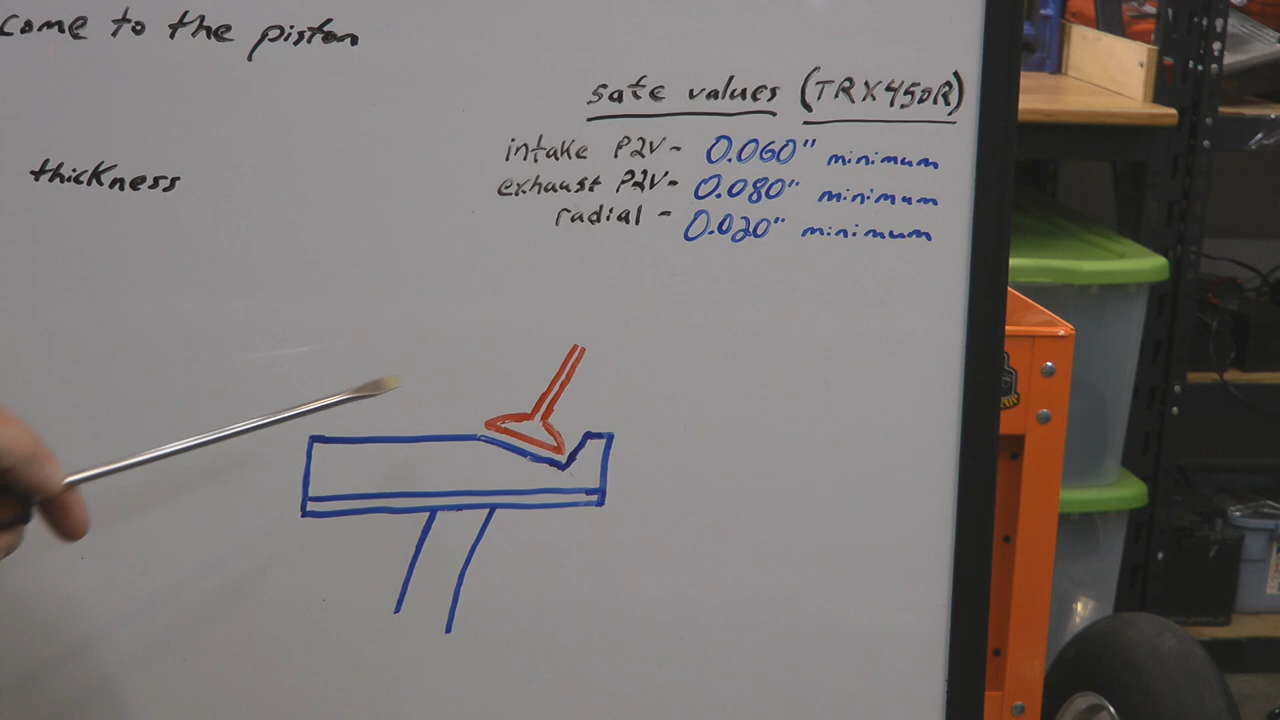 come to the piston
thickness
safe values (TRX450R)
intake P2V- 0.060" minimum
exhaust P2V- 0.080" minimum
radial - 0.020" minimum